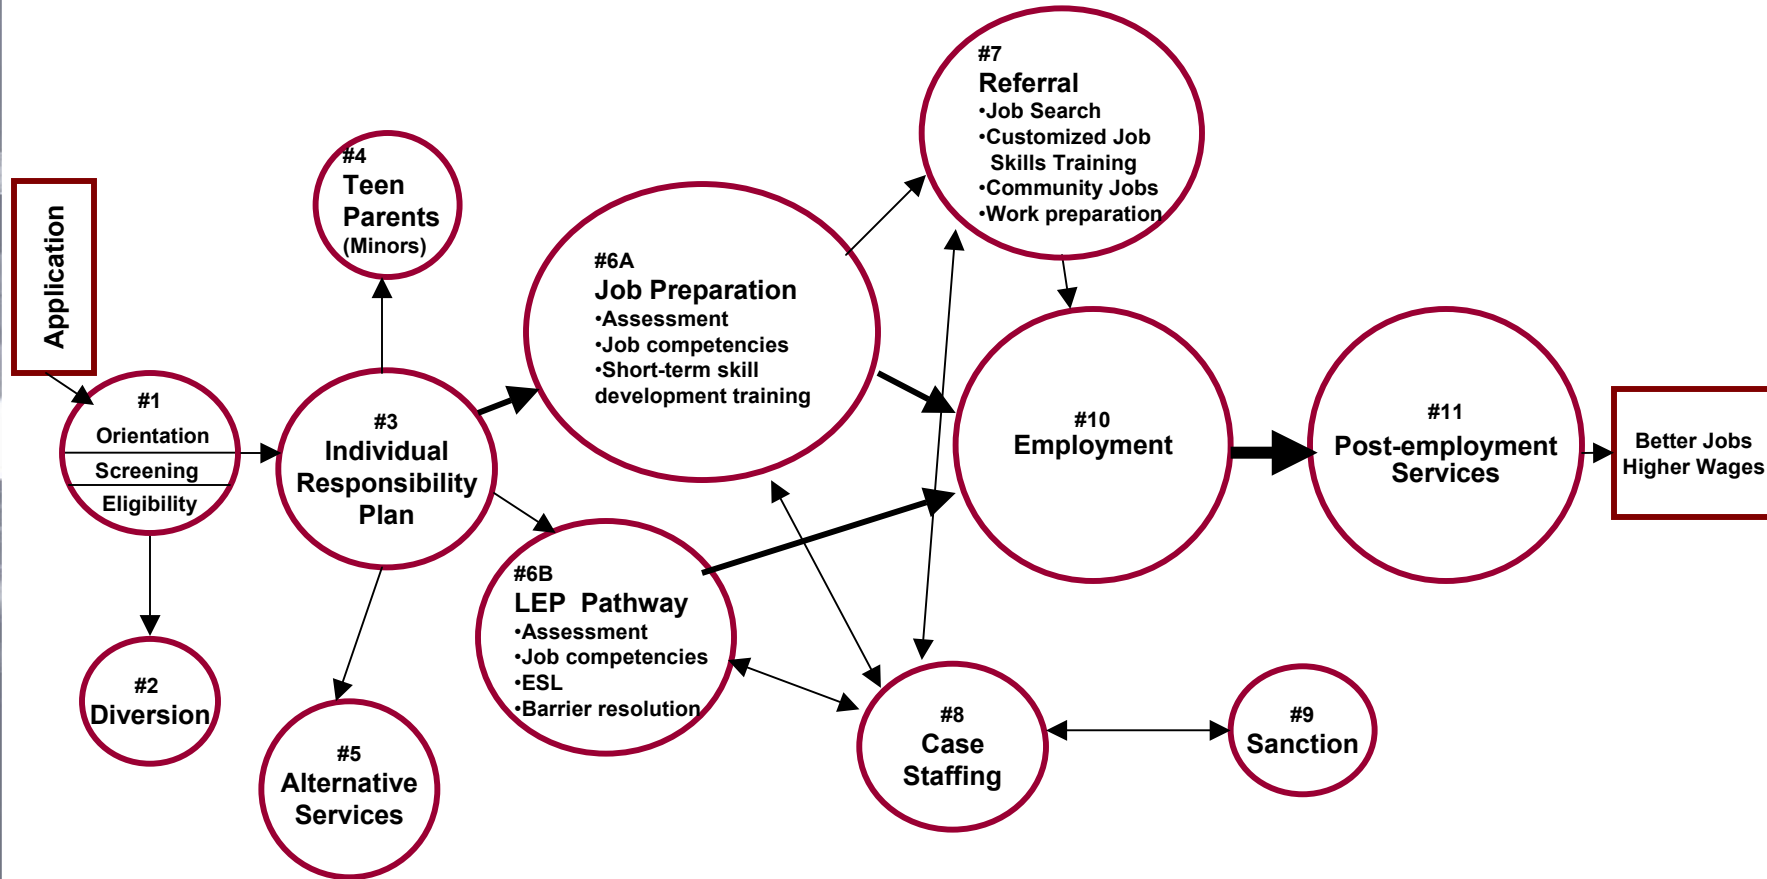 Application
#1
Orientation
Screening
Eligibility
#2
Diversion
#3
Individual
Responsibility
Plan
#4
Teen
Parents
(Minors)
#5
Alternative
Services
#6A
Job Preparation
•Assessment
•Job competencies
•Short-term skill
development training
#6B
LEP Pathway
•Assessment
•Job competencies
•ESL
•Barrier resolution
#7
Referral
•Job Search
•Customized Job
Skills Training
•Community Jobs
•Work preparation
#8
Case
Staffing
#9
Sanction
#10
Employment
#11
Post-employment
Services
Better Jobs
Higher Wages